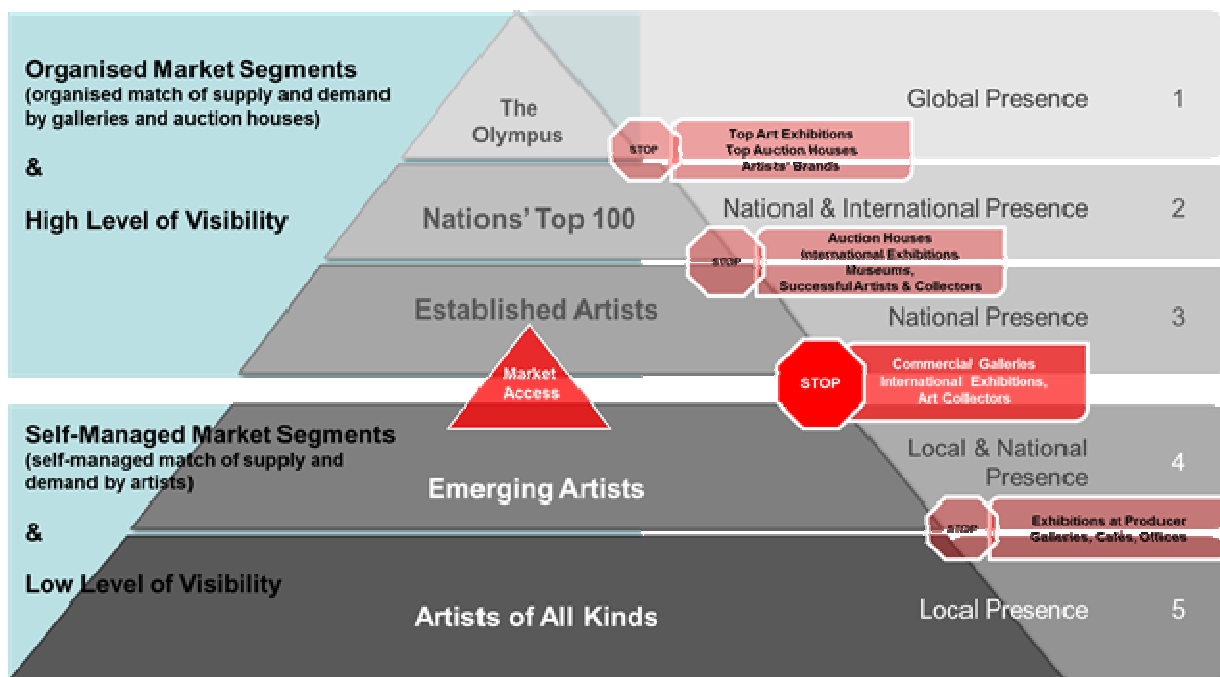 Organised Market Segments
(organised match of supply and demand
by galleries and auction houses)
&
High Level of Visibility
The
Olympus
Global Presence 1
STOP
Top Art Exhibitions
Top Auction Houses
Artists' Brands
Nations' Top 100
National & International Presence 2
STOP
Auction Houses
International Exhibitions
Museums,
Successful Artists & Collectors
Established Artists
National Presence 3
Market
Access
STOP
Commercial Galleries
International Exhibitions,
Art Collectors
Self-Managed Market Segments
(self-managed match of supply and
demand by artists)
&
Low Level of Visibility
Emerging Artists
Local & National
Presence
4
STOP
Exhibitions at Producer
Galleries, Cafés, Offices
Artists of All Kinds
Local Presence 5